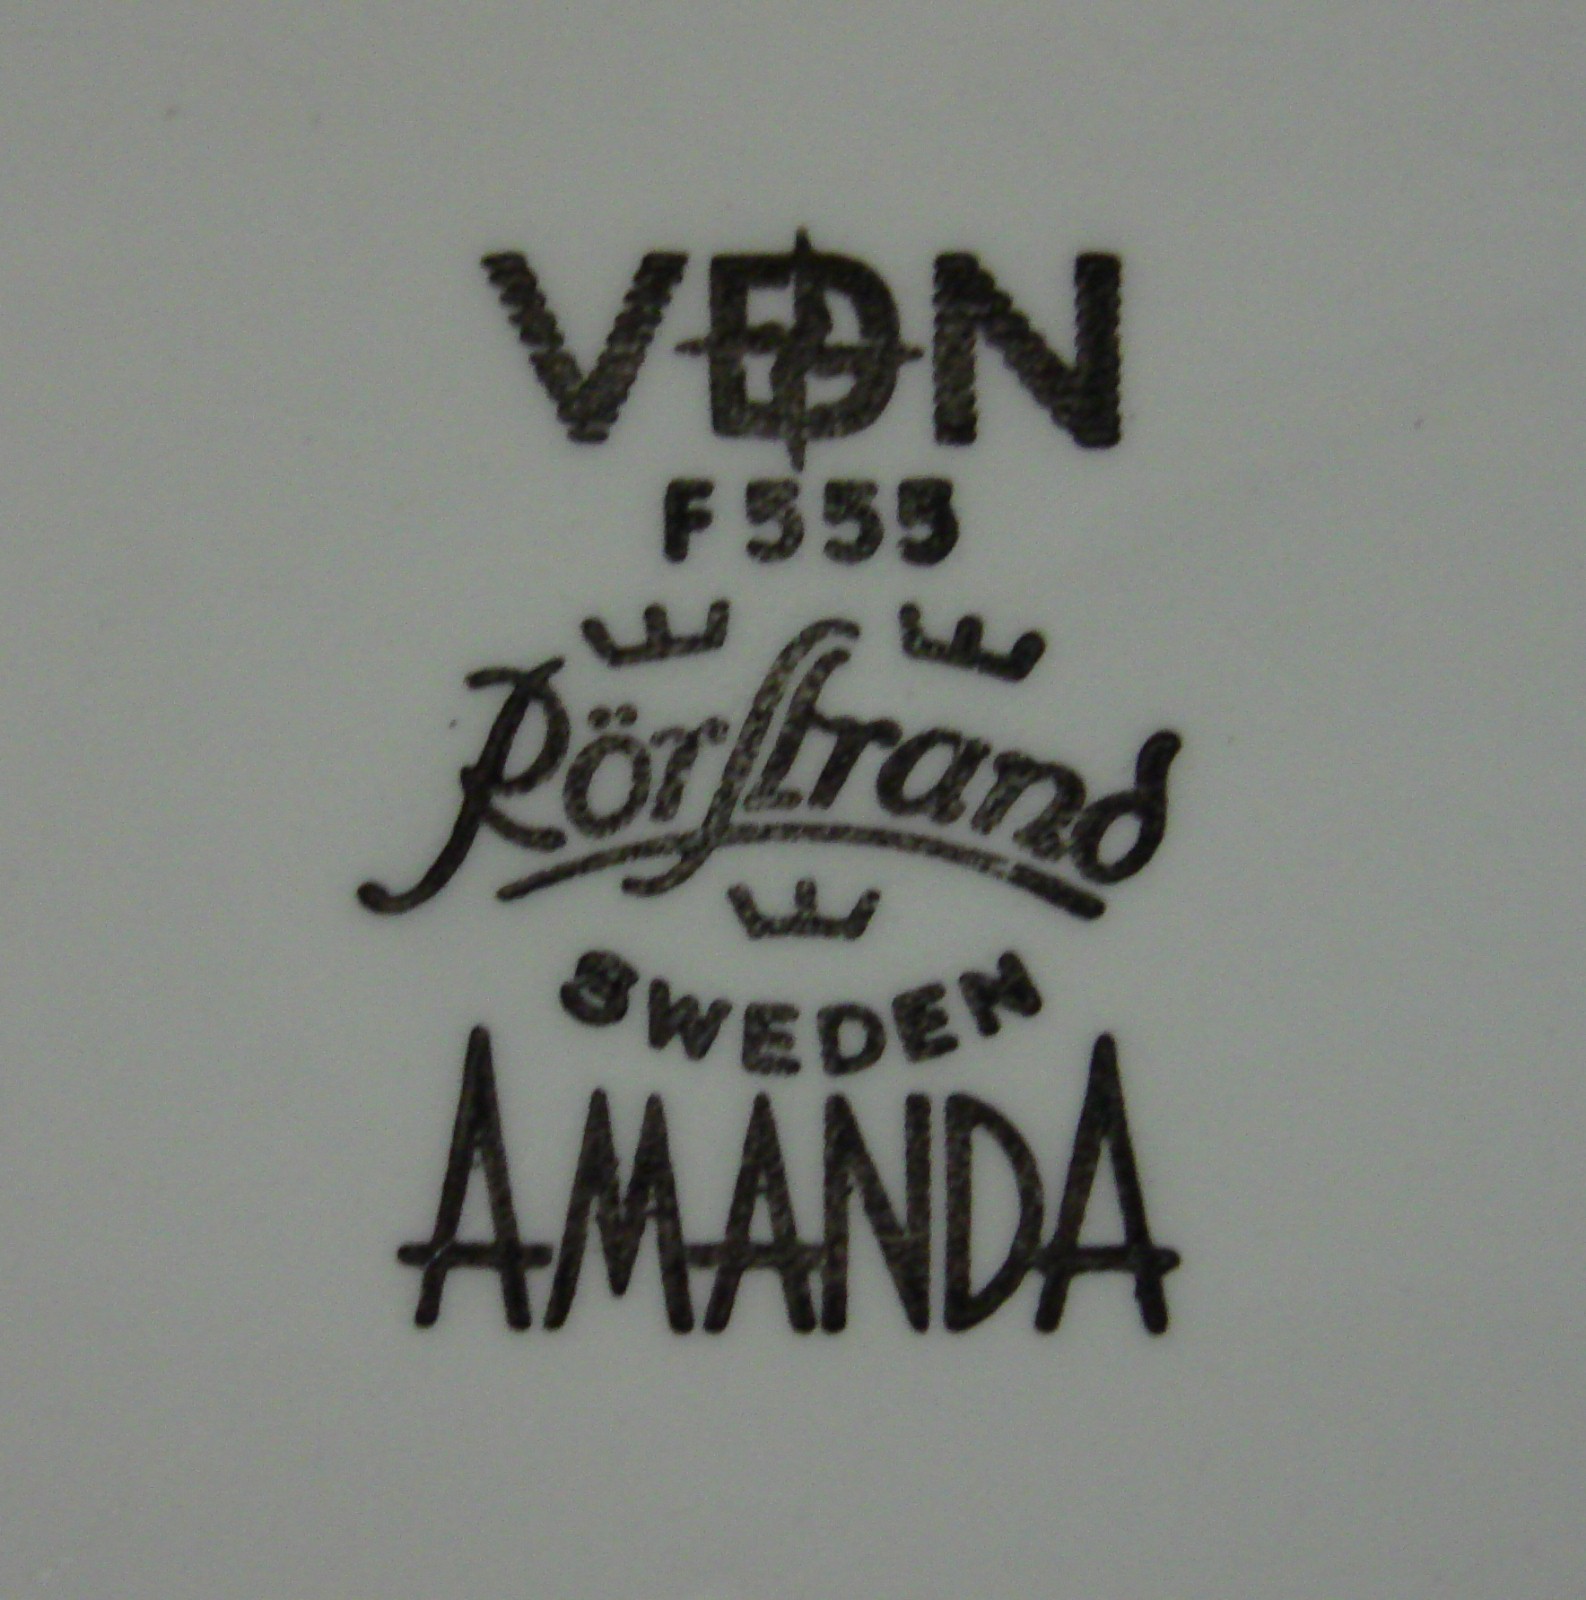 VDN
F 555
Rörstrand
SWEDEN
AMANDA